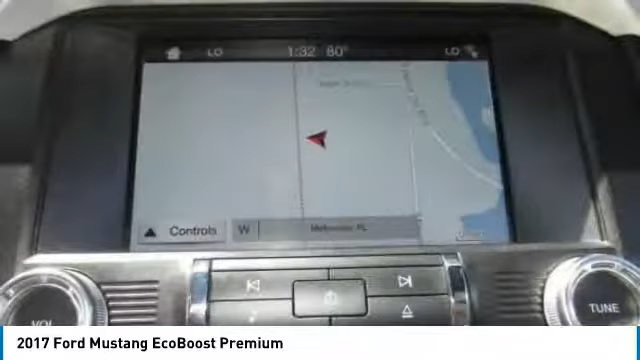 LO 1:32 80° LO
Controls W Melbourne, FL
VOL
TUNE
2017 Ford Mustang EcoBoost Premium